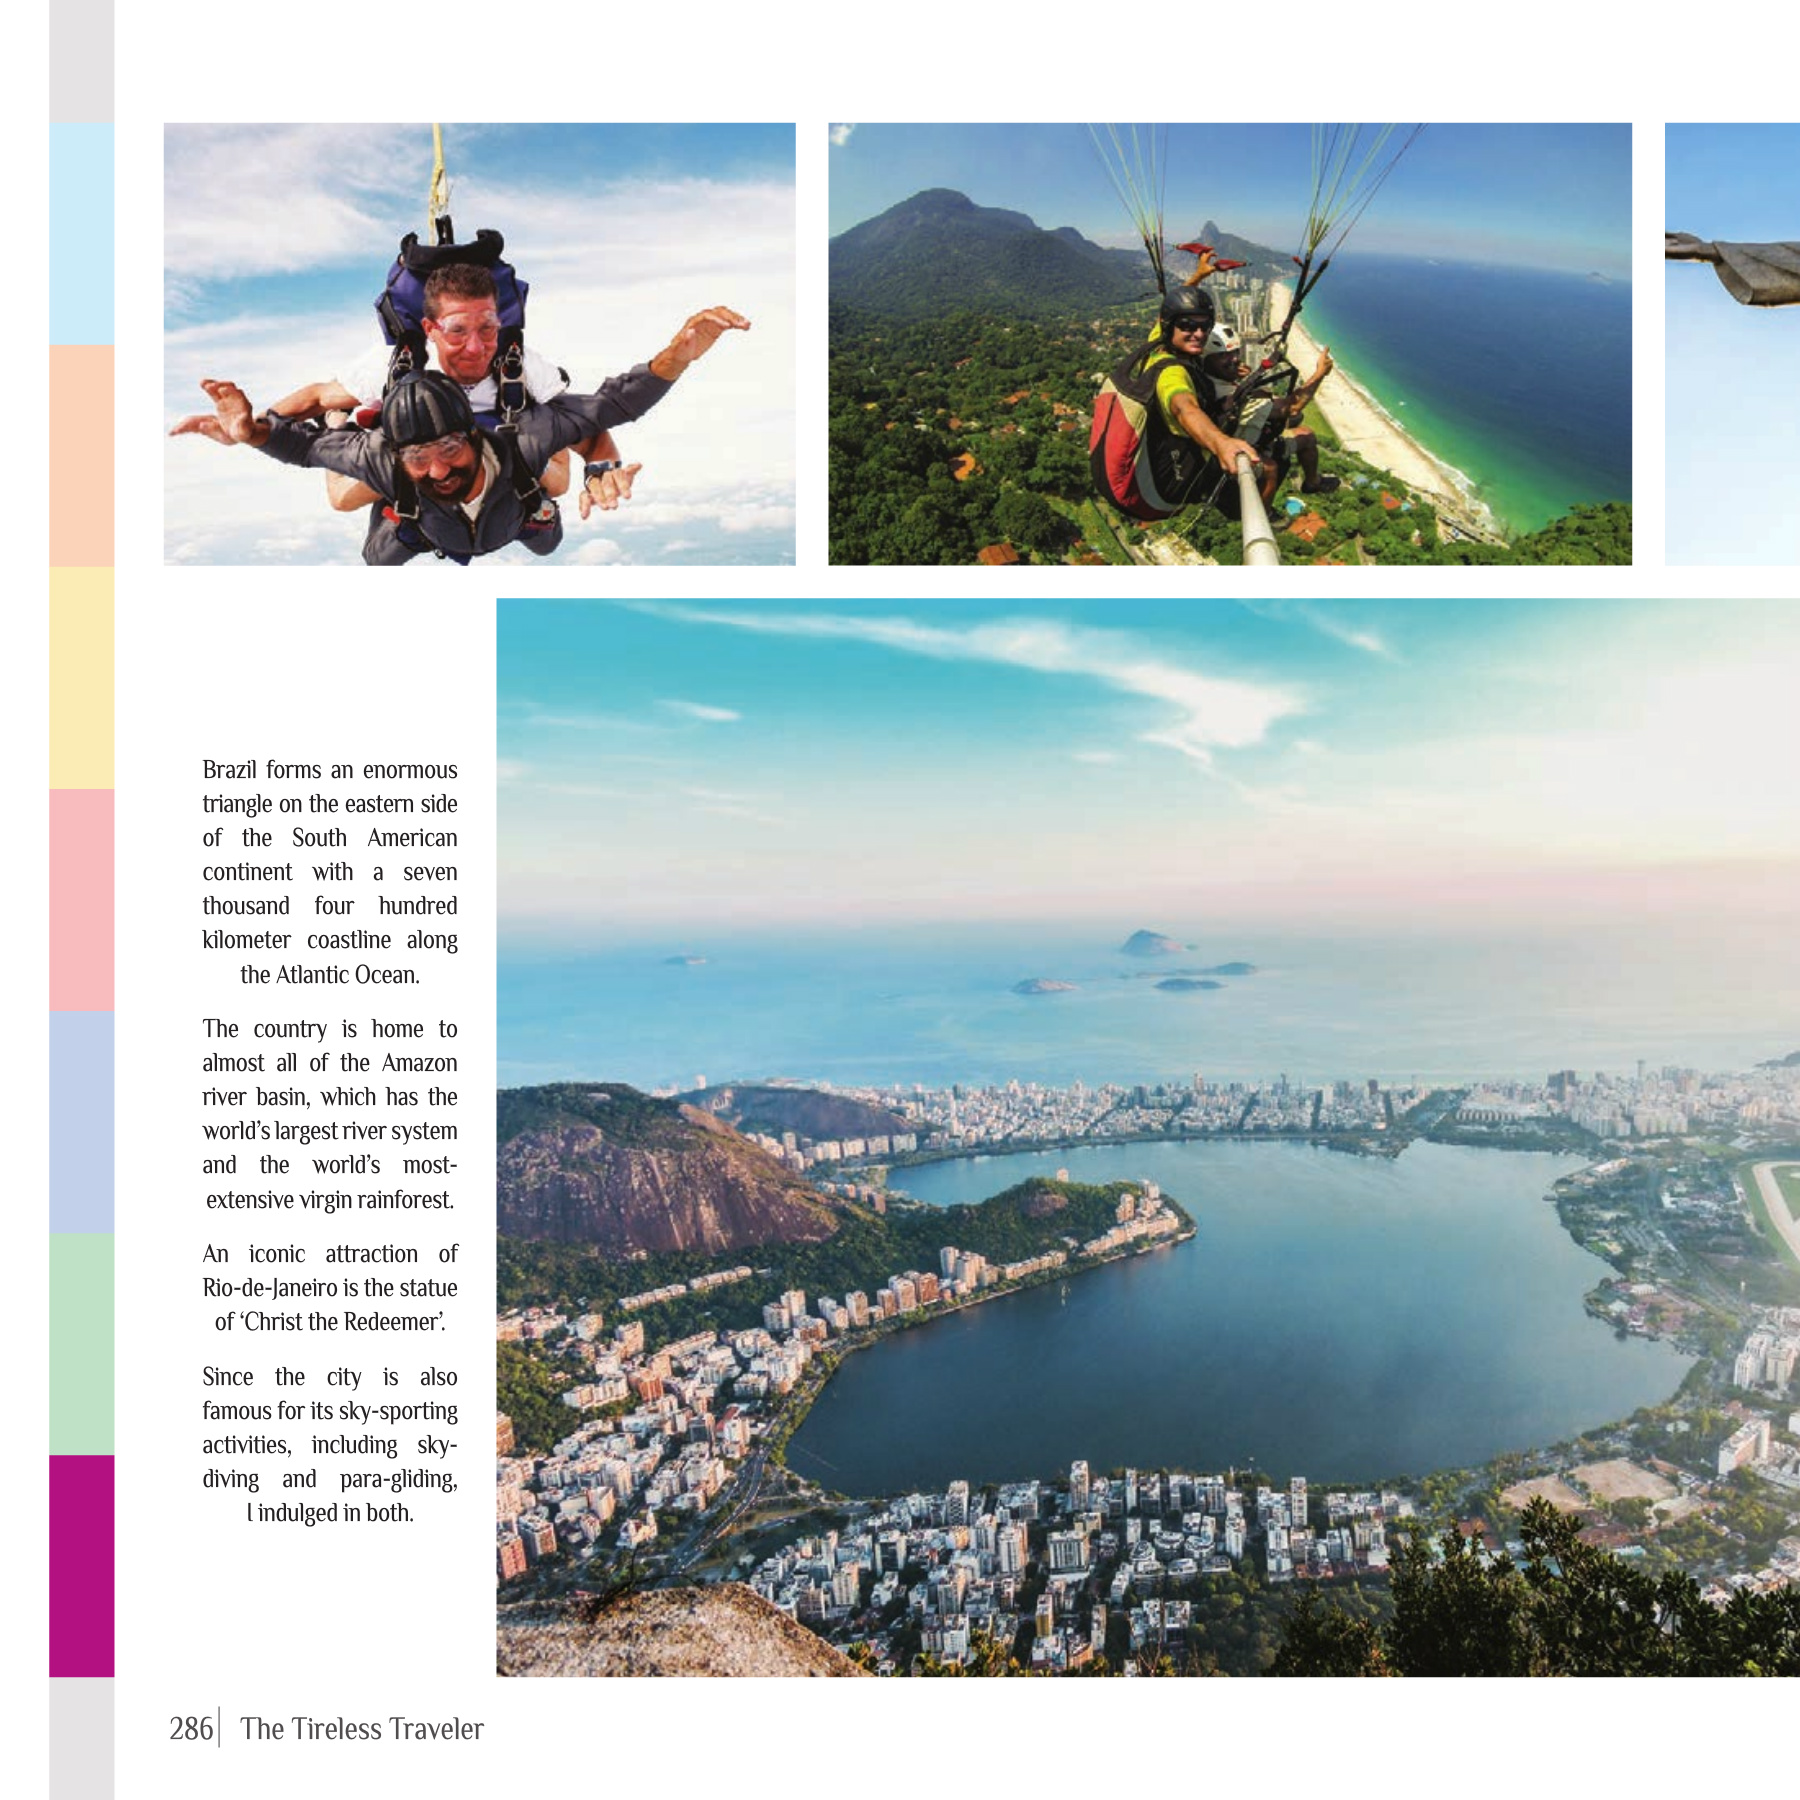 Brazil forms an enormous
triangle on the eastern side
of the South American
continent with a seven
thousand four hundred
kilometer coastline along
the Atlantic Ocean.
The country is home to
almost all of the Amazon
river basin, which has the
world's largest river system
and the world's most-
extensive virgin rainforest.
An iconic attraction of
Rio-de-Janeiro is the statue
of ‘Christ the Redeemer’.
Since the city is also
famous for its sky-sporting
activities, including sky-
diving and para-gliding,
I indulged in both.
286 | The Tireless Traveler